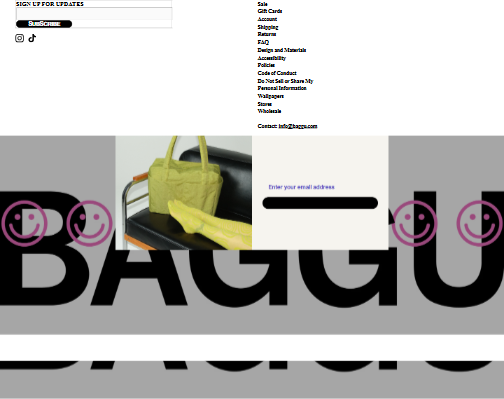 SIGN UP FOR UPDATES
SUBSCRIBE
Sale
Gift Cards
Account
Shipping
Returns
FAQ
Design and Materials
Accessibility
Policies
Code of Conduct
Do Not Sell or Share My
Personal Information
Wallpapers
Stores
Wholesale
Contact: info@baggu.com
Enter your email address
BAGGU
BAGGU